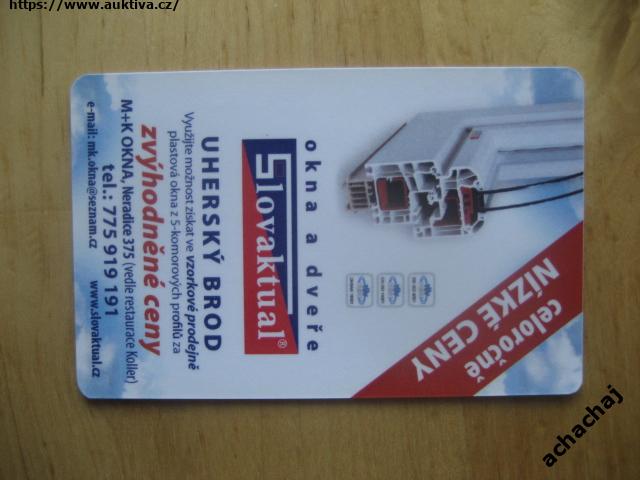 https://www.auktiva.cz/
celoročně
NÍZKÉ CENY
okna a dveře
Slovaktual®
UHERSKÝ BROD
Využijte možnost získat ve vzorkové prodejně
plastová okna z 5-komorových profilů za
zvýhodněné ceny
M+K OKNA, Neradice 375 (vedle restaurace Koller)
tel.: 775 919 191
e-mail: mk.okna@seznam.cz www.slovaktual.cz
achachaj